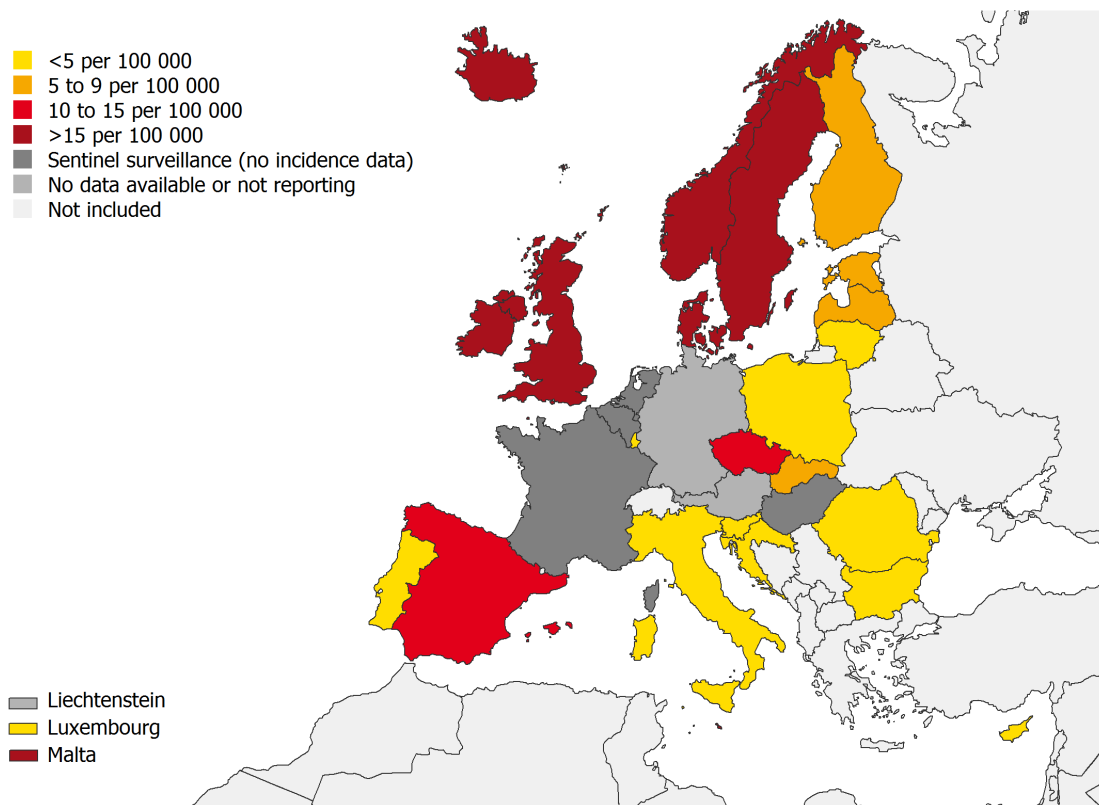 <5 per 100 000
5 to 9 per 100 000
10 to 15 per 100 000
>15 per 100 000
Sentinel surveillance (no incidence data)
No data available or not reporting
Not included
Liechtenstein
Luxembourg
Malta